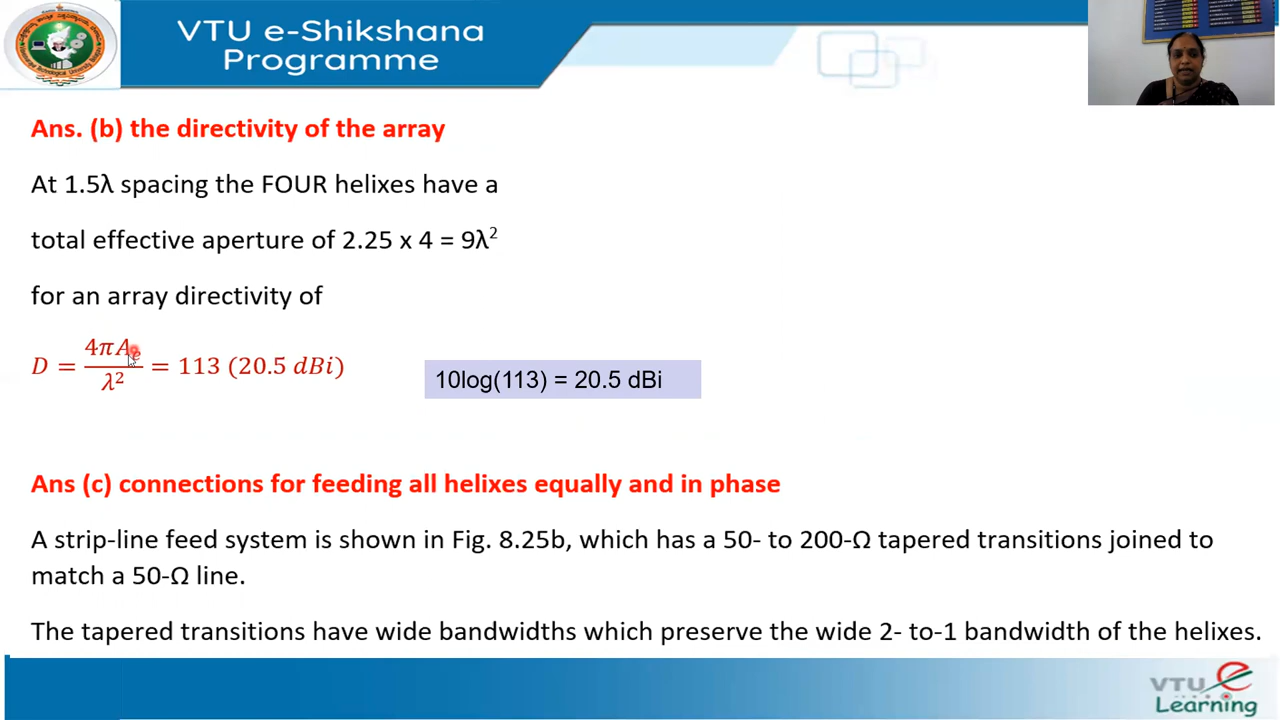 VTU e-Shikshana
Programme
Ans. (b) the directivity of the array
At 1.5λ spacing the FOUR helixes have a
total effective aperture of 2.25 x 4 = 9λ²
for an array directivity of
D = 4πAₑ / λ² = 113 (20.5 dBi)
10log(113) = 20.5 dBi
Ans (c) connections for feeding all helixes equally and in phase
A strip-line feed system is shown in Fig. 8.25b, which has a 50- to 200-Ω tapered transitions joined to
match a 50-Ω line.
The tapered transitions have wide bandwidths which preserve the wide 2- to-1 bandwidth of the helixes.
VTU e
Learning